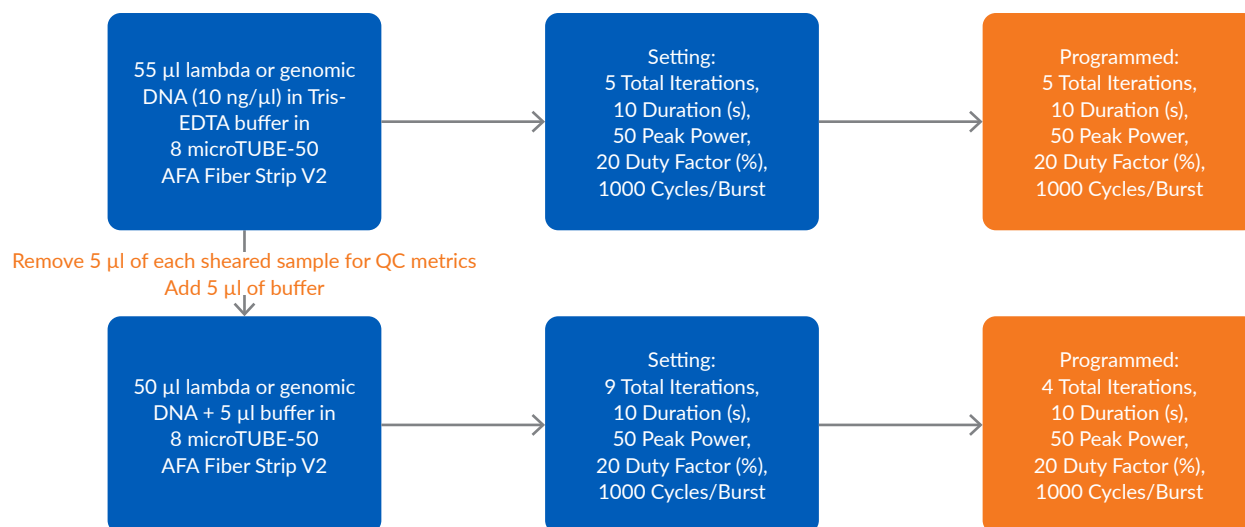 55 µl lambda or genomic
DNA (10 ng/µl) in Tris-
EDTA buffer in
8 microTUBE-50
AFA Fiber Strip V2
Setting:
5 Total Iterations,
10 Duration (s),
50 Peak Power,
20 Duty Factor (%),
1000 Cycles/Burst
Programmed:
5 Total Iterations,
10 Duration (s),
50 Peak Power,
20 Duty Factor (%),
1000 Cycles/Burst
Remove 5 µl of each sheared sample for QC metrics
Add 5 µl of buffer
50 µl lambda or genomic
DNA + 5 µl buffer in
8 microTUBE-50
AFA Fiber Strip V2
Setting:
9 Total Iterations,
10 Duration (s),
50 Peak Power,
20 Duty Factor (%),
1000 Cycles/Burst
Programmed:
4 Total Iterations,
10 Duration (s),
50 Peak Power,
20 Duty Factor (%),
1000 Cycles/Burst